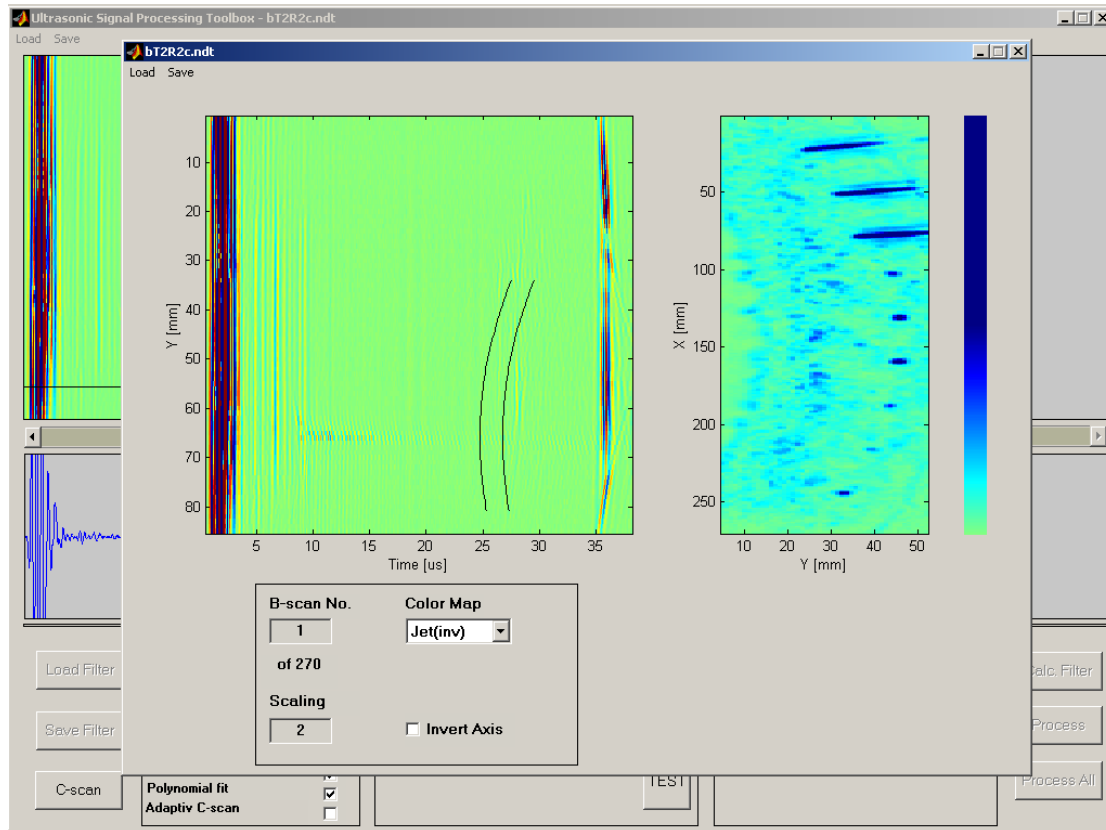 Ultrasonic Signal Processing Toolbox - bT2R2c.ndt
Load Save
bT2R2c.ndt
Load Save
10
20
30
40
50
60
70
80
Y [mm]
5 10 15 20 25 30 35
Time [us]
50
100
150
200
250
X [mm]
10 20 30 40 50
Y [mm]
B-scan No.
1
of 270
Scaling
2
Color Map
Jet(inv)
Invert Axis
Load Filter
Save Filter
C-scan
Polynomial fit
Adaptiv C-scan
TEST
Calc. Filter
Process
Process All